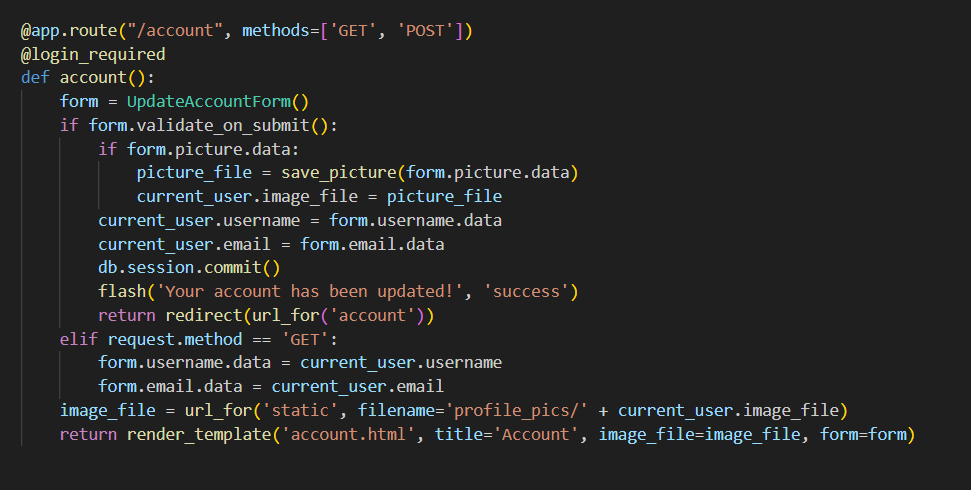 @app.route("/account", methods=['GET', 'POST'])
@login_required
def account():
    form = UpdateAccountForm()
    if form.validate_on_submit():
        if form.picture.data:
            picture_file = save_picture(form.picture.data)
            current_user.image_file = picture_file
        current_user.username = form.username.data
        current_user.email = form.email.data
        db.session.commit()
        flash('Your account has been updated!', 'success')
        return redirect(url_for('account'))
    elif request.method == 'GET':
        form.username.data = current_user.username
        form.email.data = current_user.email
    image_file = url_for('static', filename='profile_pics/' + current_user.image_file)
    return render_template('account.html', title='Account', image_file=image_file, form=form)